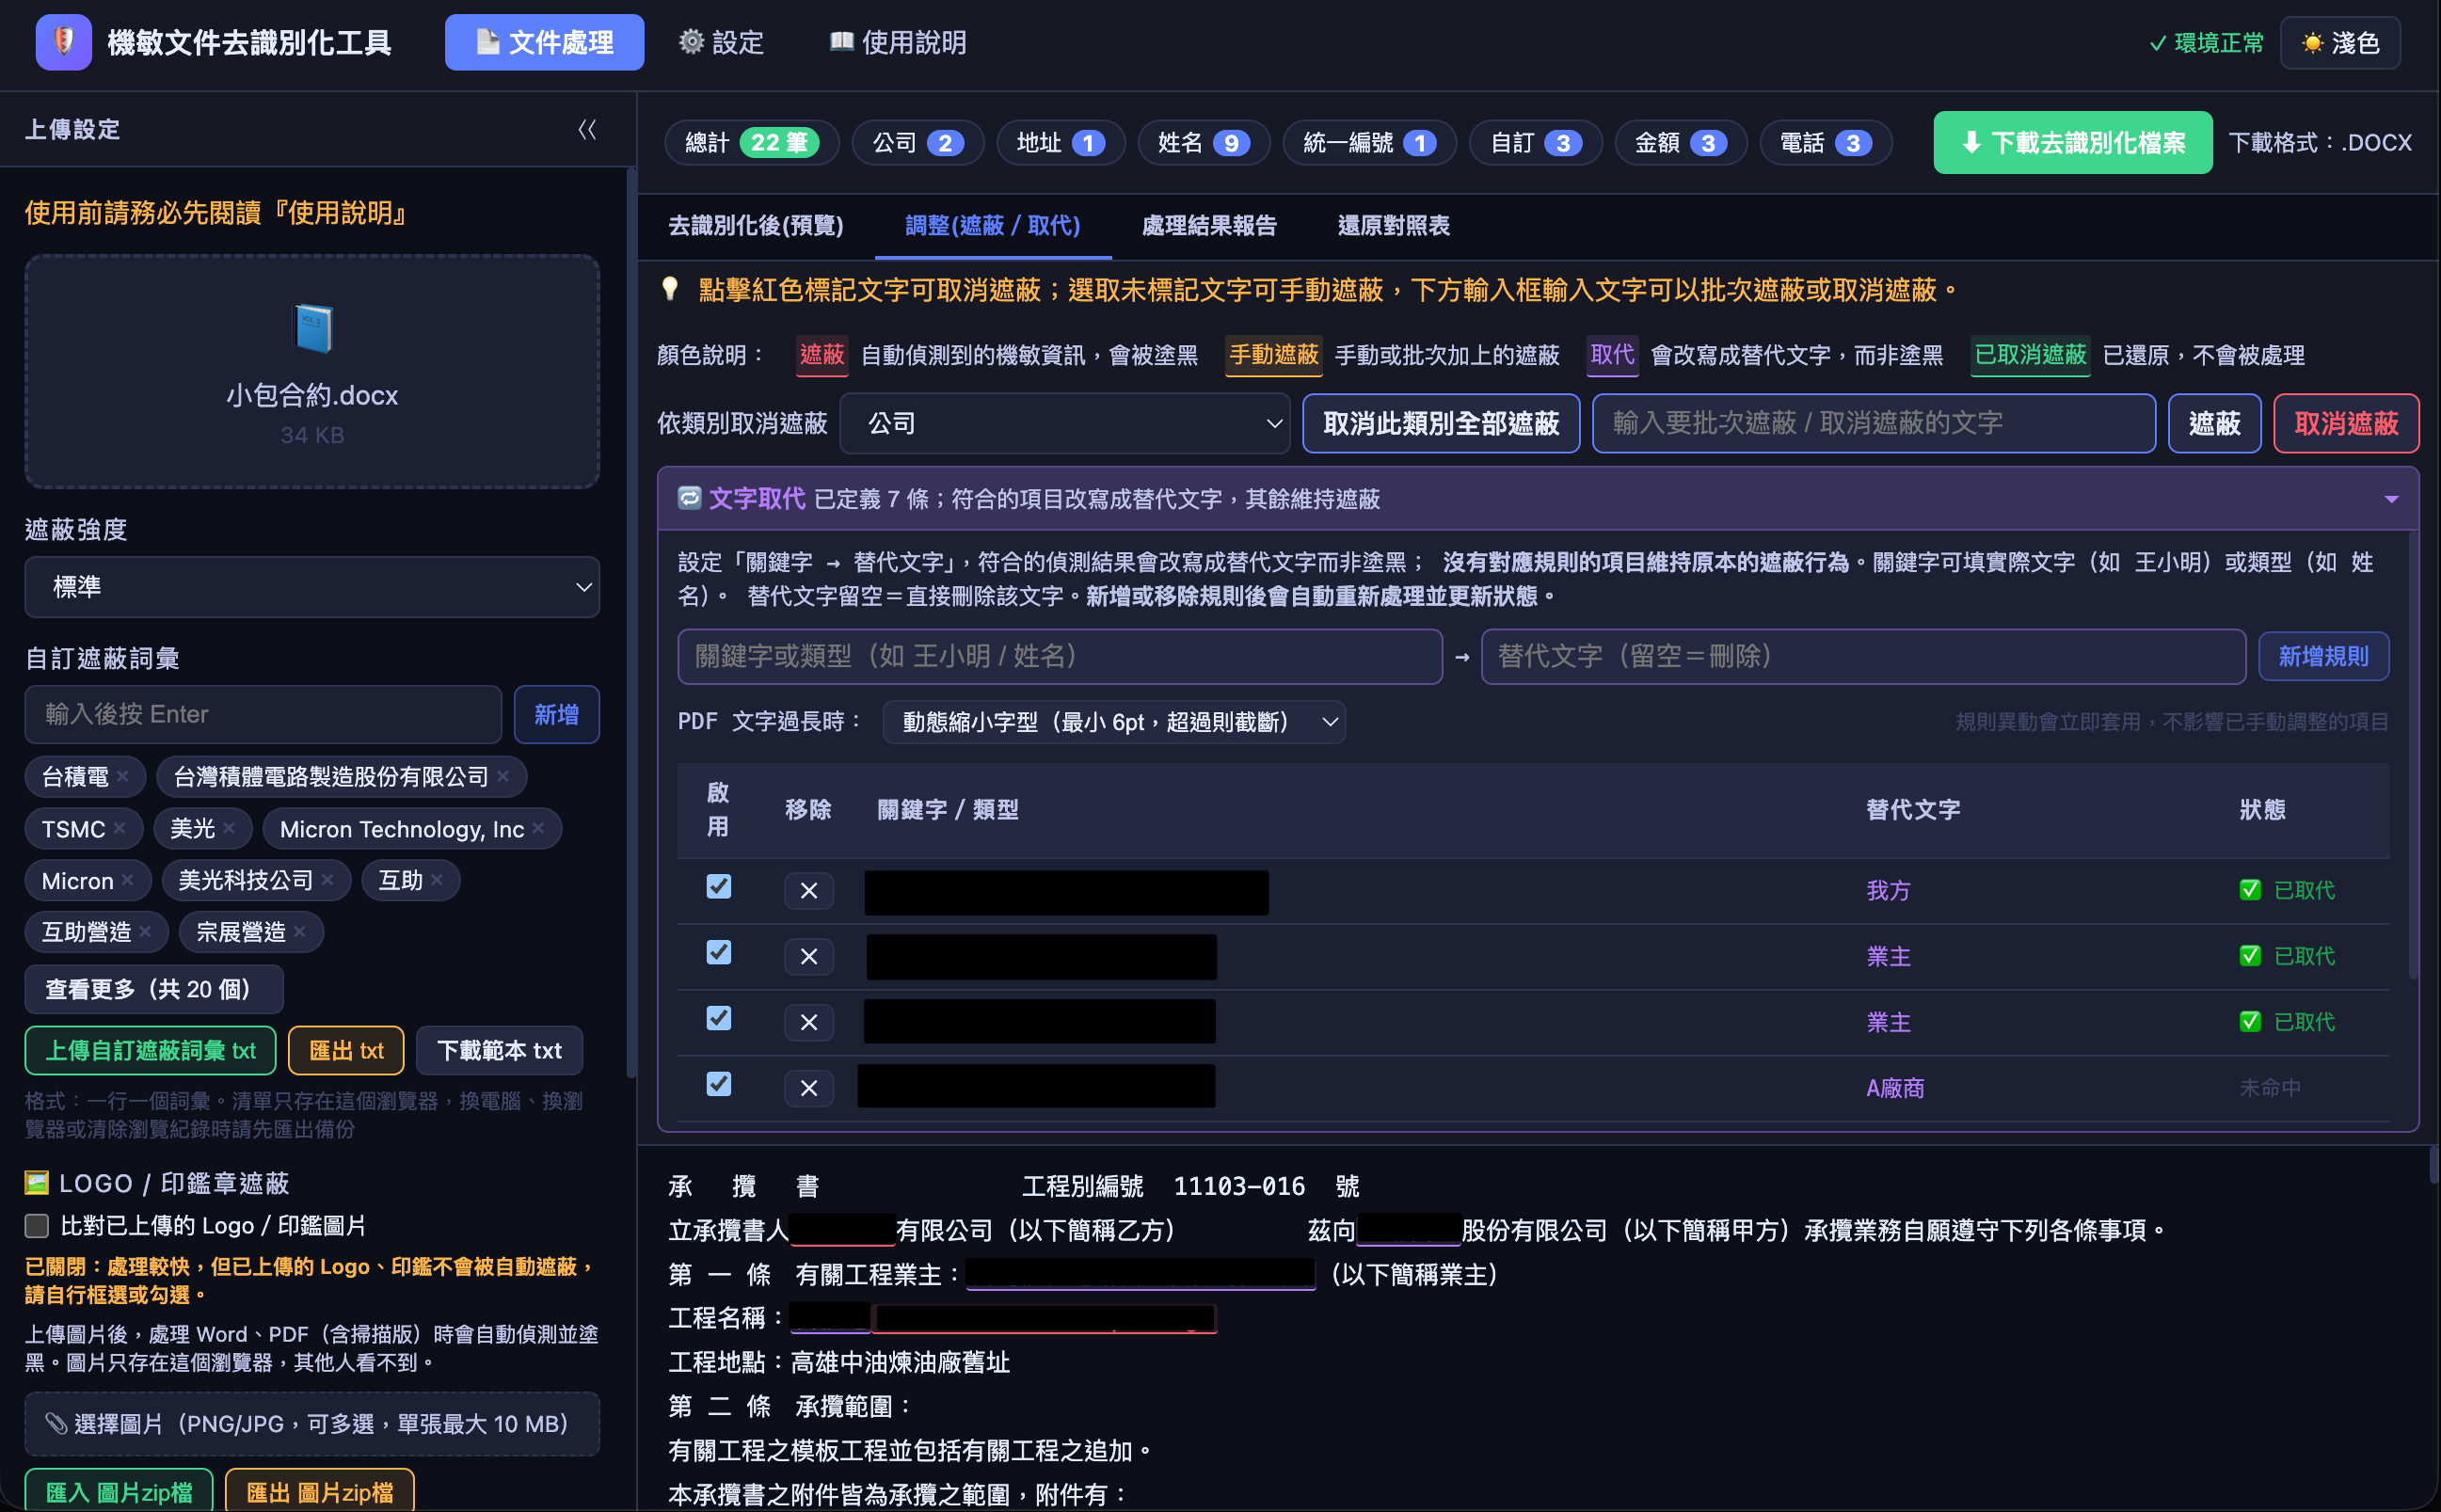 機敏文件去識別化工具
文件處理
設定
使用說明
✓ 環境正常
淺色
上傳設定
總計 22 筆
公司 2
地址 1
姓名 9
統一編號 1
自訂 3
金額 3
電話 3
下載去識別化檔案
下載格式：.DOCX
使用前請務必先閱讀『使用說明』
小包合約.docx
34 KB
遮蔽強度
標準
自訂遮蔽詞彙
輸入後按 Enter
新增
台積電 ×
台灣積體電路製造股份有限公司 ×
TSMC ×
美光 ×
Micron Technology, Inc ×
Micron ×
美光科技公司 ×
互助 ×
互助營造 ×
宗展營造 ×
查看更多（共 20 個）
上傳自訂遮蔽詞彙 txt
匯出 txt
下載範本 txt
格式：一行一個詞彙。清單只存在這個瀏覽器，換電腦、換瀏
覽器或清除瀏覽紀錄時請先匯出備份
LOGO / 印鑑章遮蔽
比對已上傳的 Logo / 印鑑圖片
已關閉：處理較快，但已上傳的 Logo、印鑑不會被自動遮蔽，
請自行框選或勾選。
上傳圖片後，處理 Word、PDF（含掃描版）時會自動偵測並塗
黑。圖片只存在這個瀏覽器，其他人看不到。
選擇圖片（PNG/JPG，可多選，單張最大 10 MB）
匯入 圖片zip檔
匯出 圖片zip檔
去識別化後(預覽)
調整(遮蔽 / 取代)
處理結果報告
還原對照表
點擊紅色標記文字可取消遮蔽；選取未標記文字可手動遮蔽，下方輸入框輸入文字可以批次遮蔽或取消遮蔽。
顏色說明： 遮蔽 自動偵測到的機敏資訊，會被塗黑 手動遮蔽 手動或批次加上的遮蔽 取代 會改寫成替代文字，而非塗黑 已取消遮蔽 已還原，不會被處理
依類別取消遮蔽
公司
取消此類別全部遮蔽
輸入要批次遮蔽 / 取消遮蔽的文字
遮蔽
取消遮蔽
文字取代 已定義 7 條；符合的項目改寫成替代文字，其餘維持遮蔽
設定「關鍵字 → 替代文字」，符合的偵測結果會改寫成替代文字而非塗黑； 沒有對應規則的項目維持原本的遮蔽行為。關鍵字可填實際文字（如 王小明）或類型（如 姓
名）。 替代文字留空＝直接刪除該文字。新增或移除規則後會自動重新處理並更新狀態。
關鍵字或類型（如 王小明 / 姓名）
→
替代文字（留空＝刪除）
新增規則
PDF 文字過長時：
動態縮小字型（最小 6pt，超過則截斷）
規則異動會立即套用，不影響已手動調整的項目
啟用
移除
關鍵字 / 類型
替代文字
狀態
我方
已取代
業主
已取代
業主
已取代
A廠商
未命中
承 攬 書 工程別編號 11103-016 號
立承攬書人 有限公司（以下簡稱乙方） 茲向 股份有限公司（以下簡稱甲方）承攬業務自願遵守下列各條事項。
第 一 條 有關工程業主： （以下簡稱業主）
工程名稱：
工程地點：高雄中油煉油廠舊址
第 二 條 承攬範圍：
有關工程之模板工程並包括有關工程之追加。
本承攬書之附件皆為承攬之範圍，附件有：